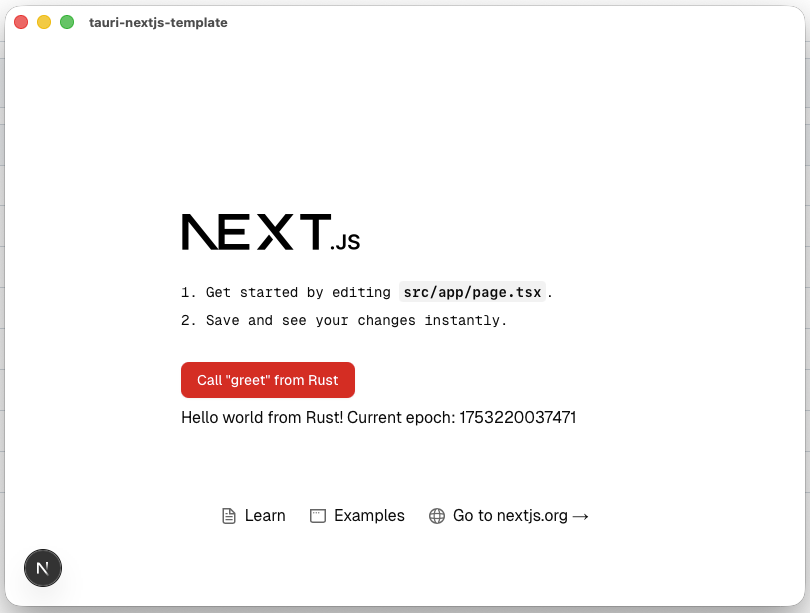 tauri-nextjs-template
NEXT.JS
1. Get started by editing src/app/page.tsx.
2. Save and see your changes instantly.
Call "greet" from Rust
Hello world from Rust! Current epoch: 1753220037471
Learn Examples Go to nextjs.org →
N